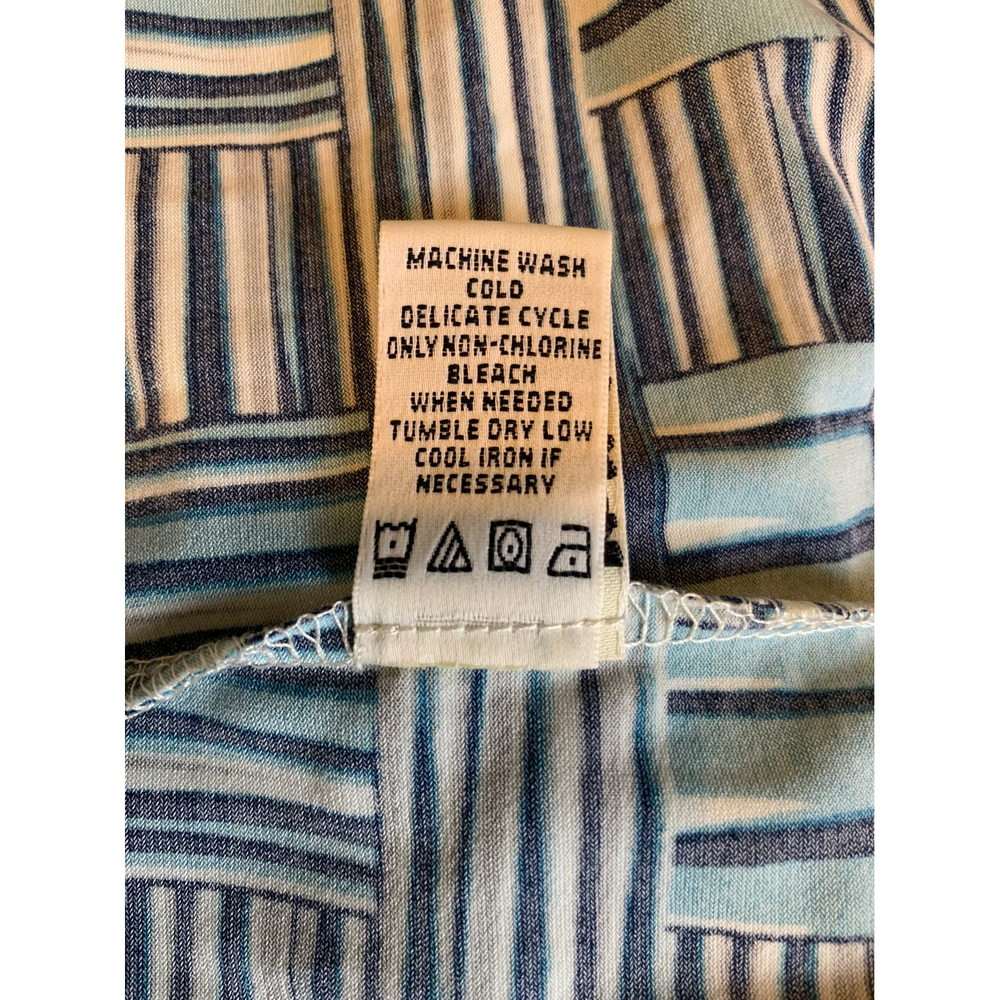 MACHINE WASH
COLD
DELICATE CYCLE
ONLY NON-CHLORINE
BLEACH
WHEN NEEDED
TUMBLE DRY LOW
COOL IRON IF
NECESSARY